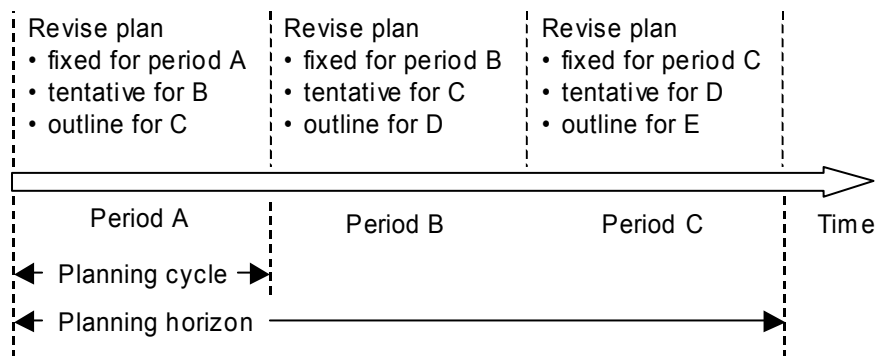 Revise plan
• fixed for period A
• tentative for B
• outline for C
Revise plan
• fixed for period B
• tentative for C
• outline for D
Revise plan
• fixed for period C
• tentative for D
• outline for E
Period A
Period B
Period C
Time
Planning cycle
Planning horizon